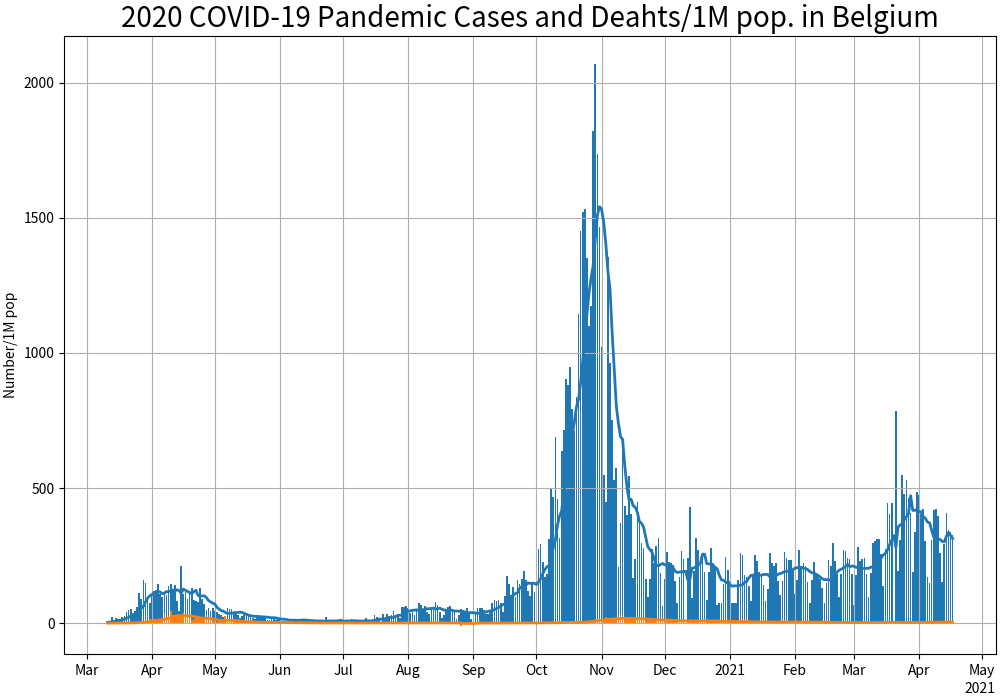 2020 COVID-19 Pandemic Cases and Deahts/1M pop. in Belgium
Number/1M pop
2000
1500
1000
500
0
Mar Apr May Jun Jul Aug Sep Oct Nov Dec 2021 Feb Mar Apr May
2021